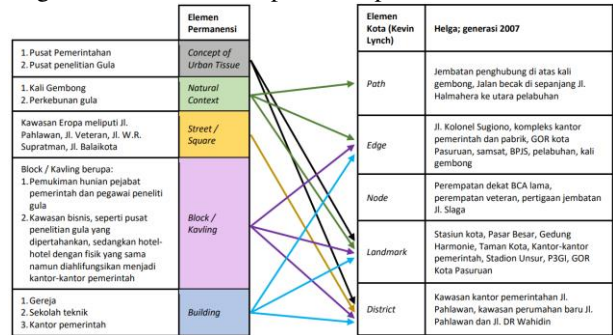 Elemen
Permanensi
1. Pusat Pemerintahan
2. Pusat penelitian Gula
Concept of
Urban Tissue
1. Kali Gembong
2. Perkebunan gula
Natural
Context
Kawasan Eropa meliputi Jl.
Pahlawan, Jl. Veteran, Jl. W.R.
Supratman, Jl. Balaikota
Street /
Square
Block / Kavling berupa:
1. Pemukiman hunian pejabat
pemerintah dan pegawai peneliti
gula
2. Kawasan bisnis, seperti pusat
penelitian gula yang
dipertahankan, sedangkan hotel-
hotel dengan fisik yang sama
namun dialihfungsikan menjadi
kantor-kantor pemerintah
Block /
Kavling
1. Gereja
2. Sekolah teknik
3. Kantor pemerintah
Building
Elemen
Kota (Kevin
Lynch)
Helga; generasi 2007
Path
Jembatan penghubung di atas kali
gembong, Jalan becak di sepanjang Jl.
Halmahera ke utara pelabuhan
Edge
Jl. Kolonel Sugiono, kompleks kantor
pemerintah dan pabrik, GOR kota
Pasuruan, samsat, BPJS, pelabuhan, kali
gembong
Node
Perempatan dekat BCA lama,
perempatan veteran, pertigaan jembatan
Jl. Slaga
Landmark
Stasiun kota, Pasar Besar, Gedung
Harmonie, Taman Kota, Kantor-kantor
pemerintah, Stadion Unsur, P3GI, GOR
Kota Pasuruan
District
Kawasan kantor pemerintahan Jl.
Pahlawan, kawasan perumahan baru Jl.
Pahlawan dan Jl. DR Wahidin